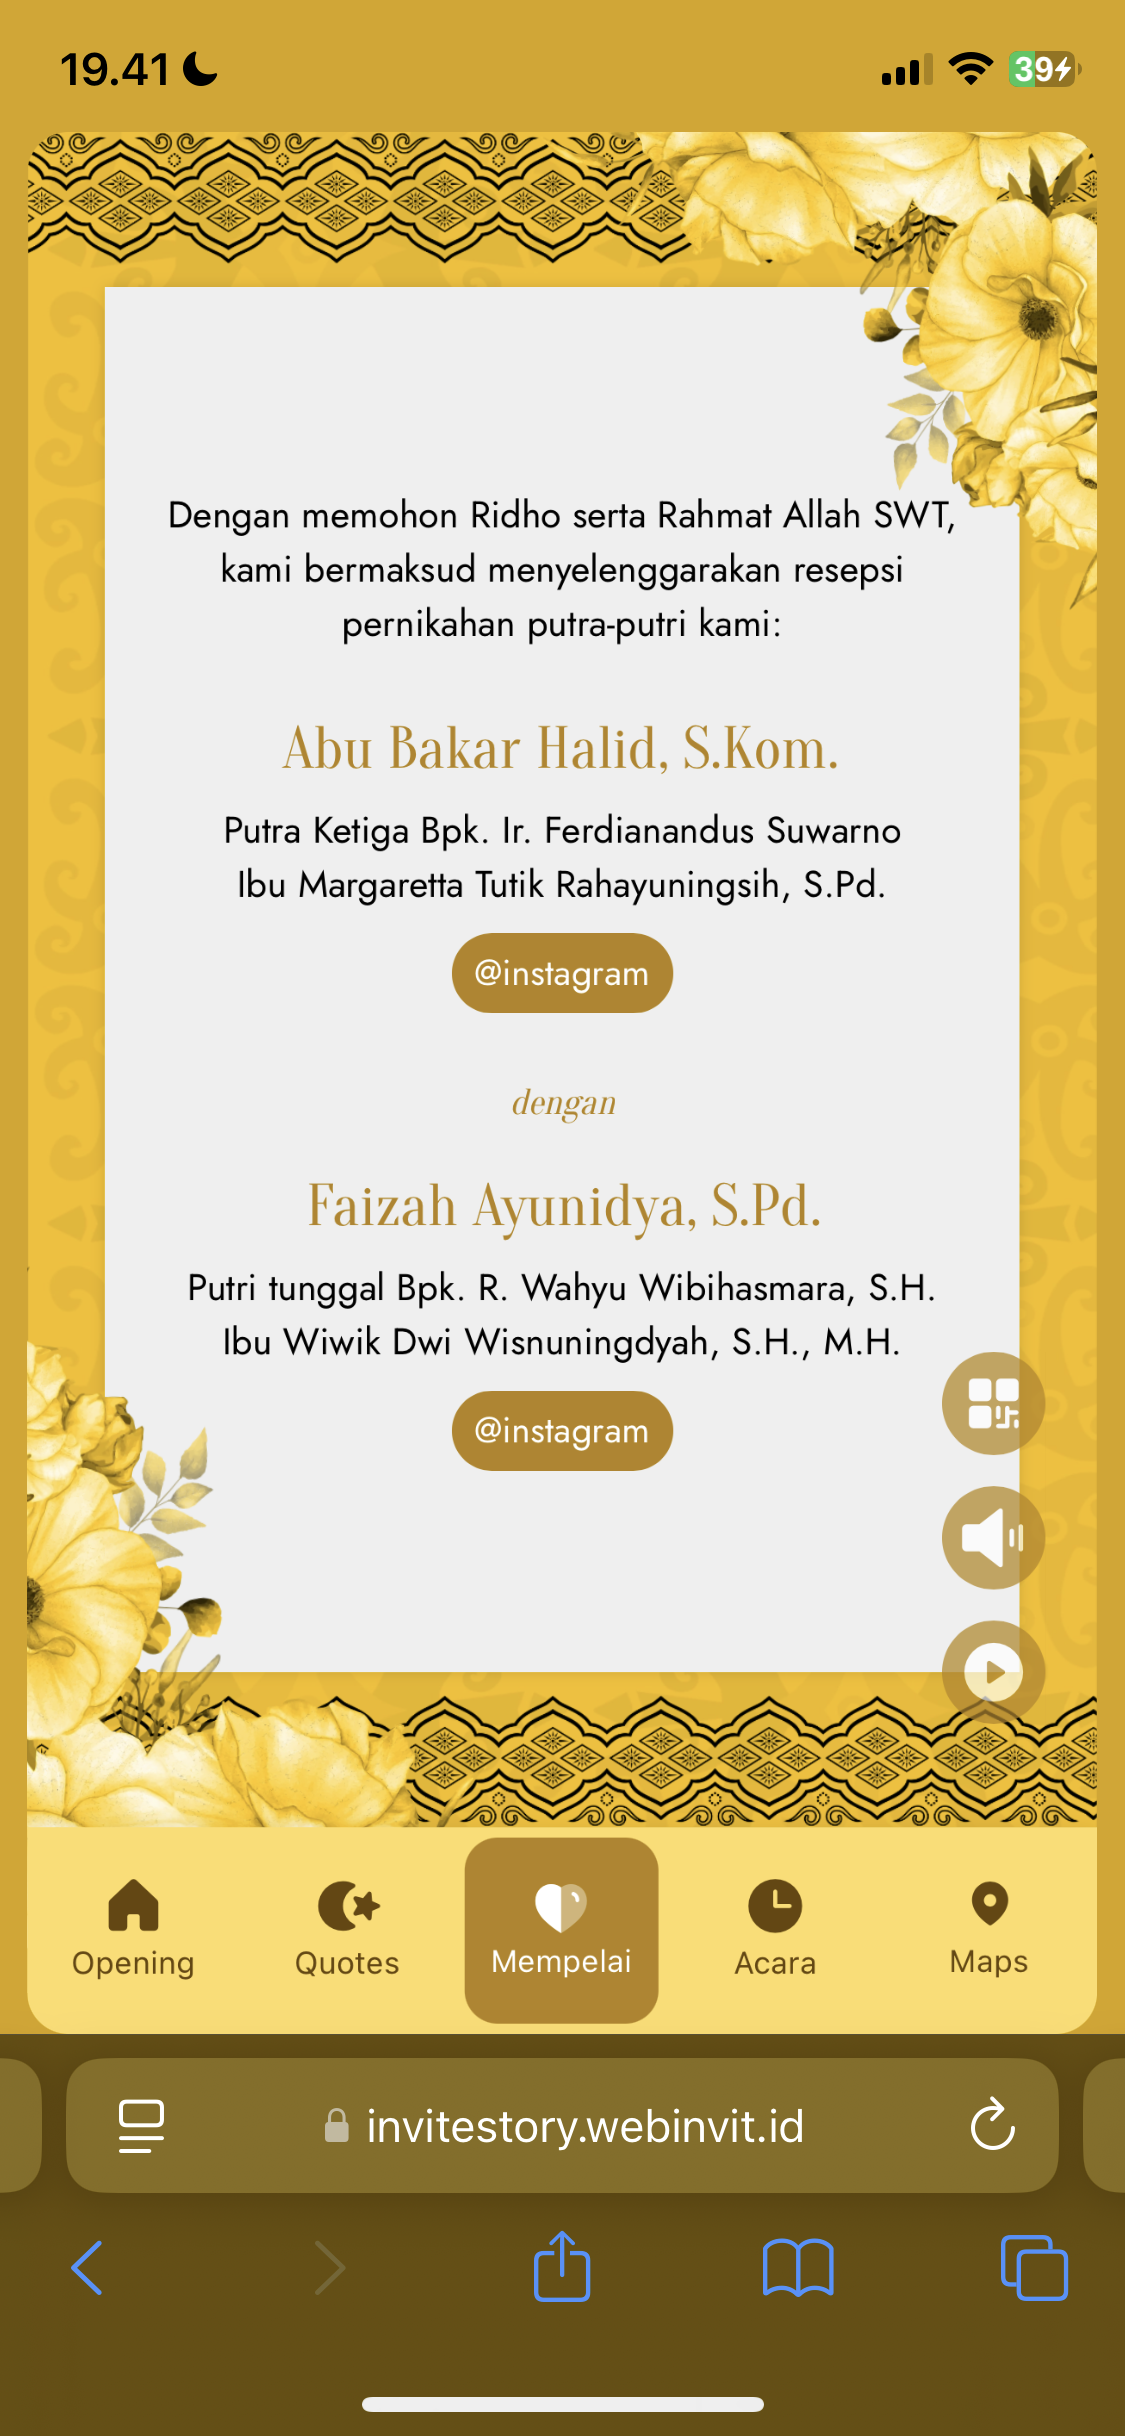 19.41
39
Dengan memohon Ridho serta Rahmat Allah SWT,
kami bermaksud menyelenggarakan resepsi
pernikahan putra-putri kami:
Abu Bakar Halid, S.Kom.
Putra Ketiga Bpk. Ir. Ferdianandus Suwarno
Ibu Margaretta Tutik Rahayuningsih, S.Pd.
@instagram
dengan
Faizah Ayunidya, S.Pd.
Putri tunggal Bpk. R. Wahyu Wibihasmara, S.H.
Ibu Wiwik Dwi Wisnuningdyah, S.H., M.H.
@instagram
Opening
Quotes
Mempelai
Acara
Maps
invitestory.webinvit.id